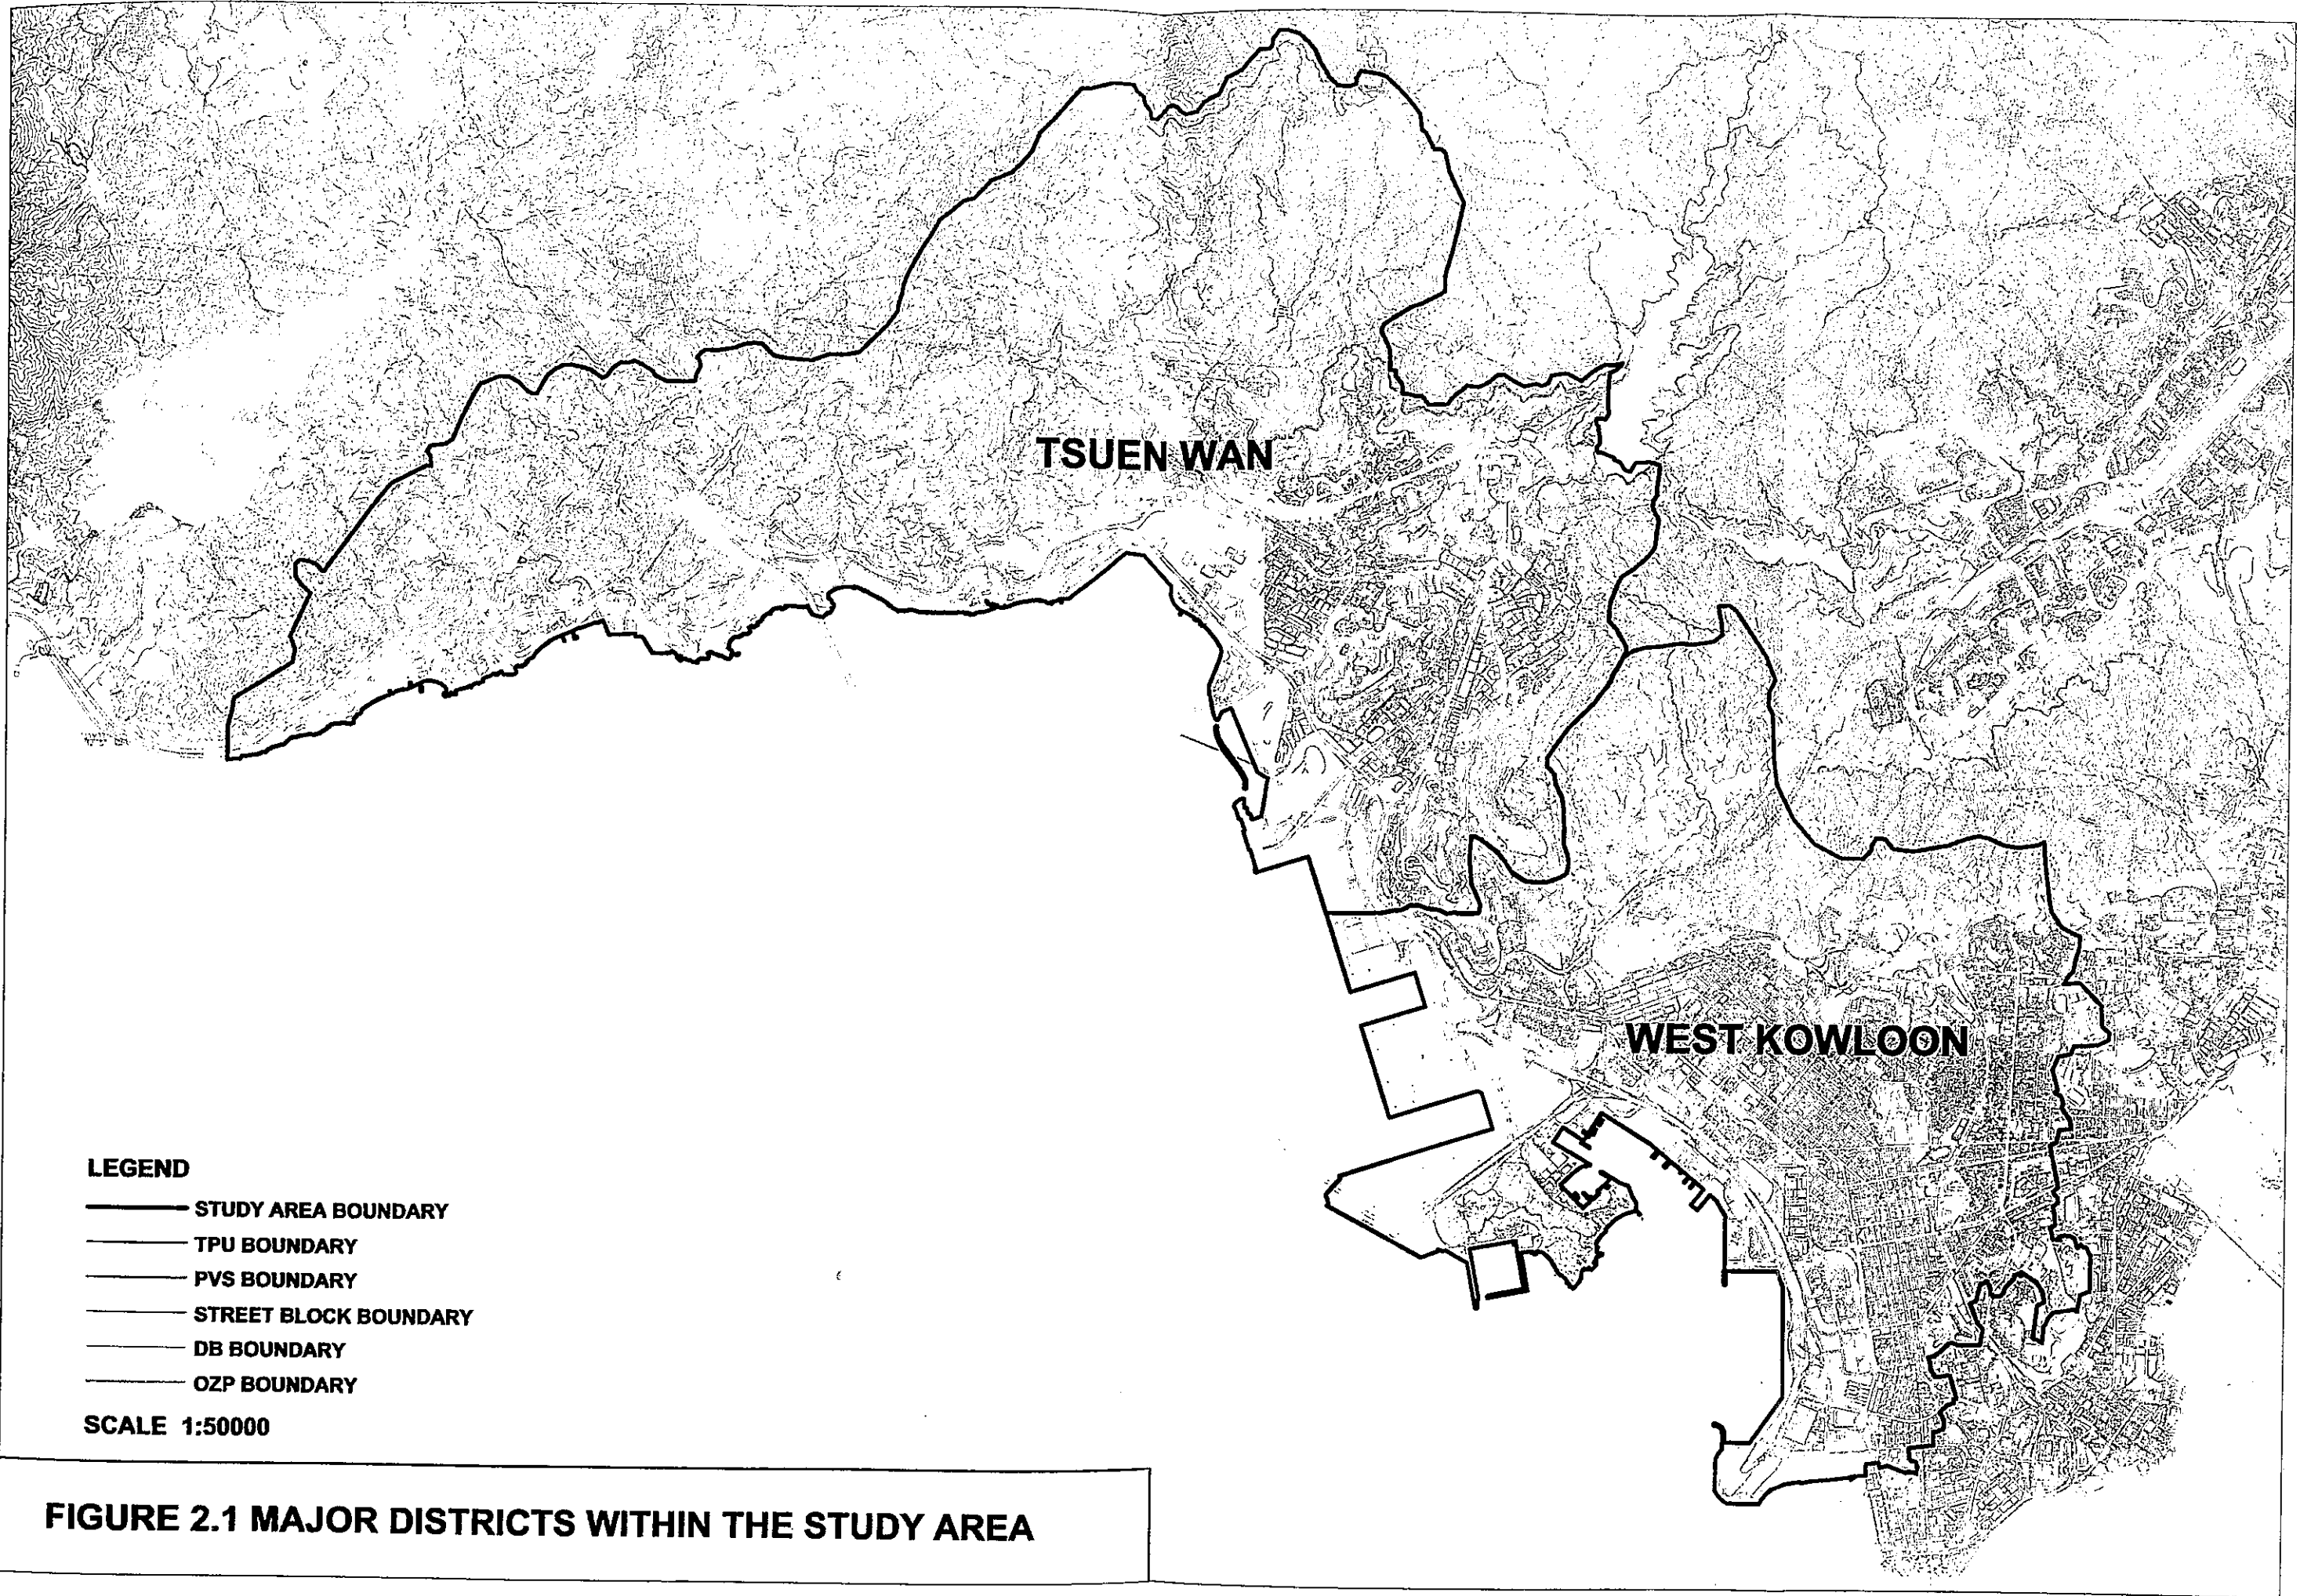 TSUEN WAN
WEST KOWLOON
LEGEND
STUDY AREA BOUNDARY
TPU BOUNDARY
PVS BOUNDARY
STREET BLOCK BOUNDARY
DB BOUNDARY
OZP BOUNDARY
SCALE 1:50000
FIGURE 2.1 MAJOR DISTRICTS WITHIN THE STUDY AREA